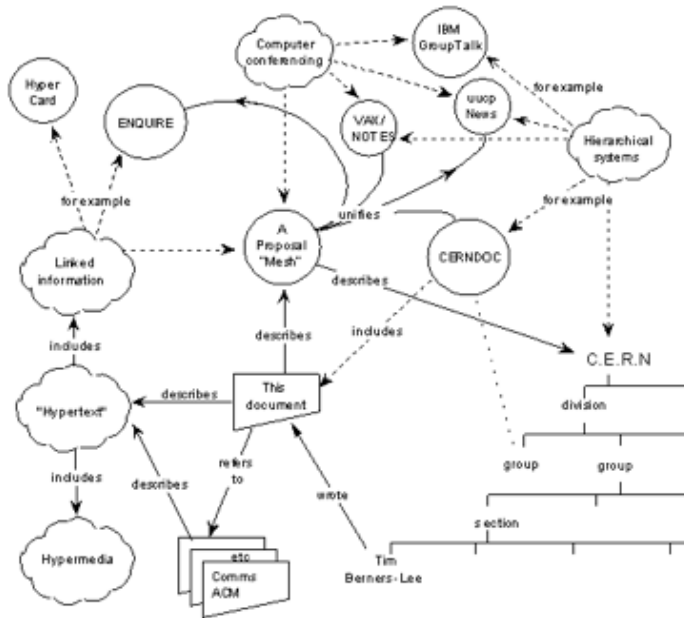 IBM
GroupTalk
Computer
conferencing
Hyper
Card
for example
uucp
News
ENQUIRE
VAX/
NOTES
Hierarchical
systems
for example
unifies
for example
A
Proposal
"Mesh"
Linked
information
CERNDOC
describes
describes
includes
C.E.R.N
includes
This
document
division
describes
"Hypertext"
refers
to
group
group
includes
describes
wrote
section
etc
Hypermedia
Tim
Berners-Lee
Comms
ACM